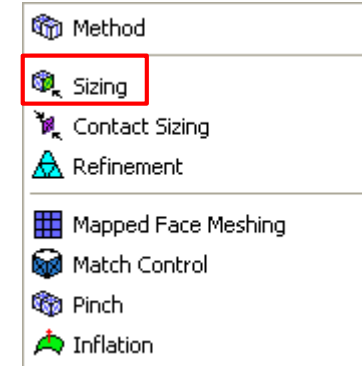 Method
Sizing
Contact Sizing
Refinement
Mapped Face Meshing
Match Control
Pinch
Inflation